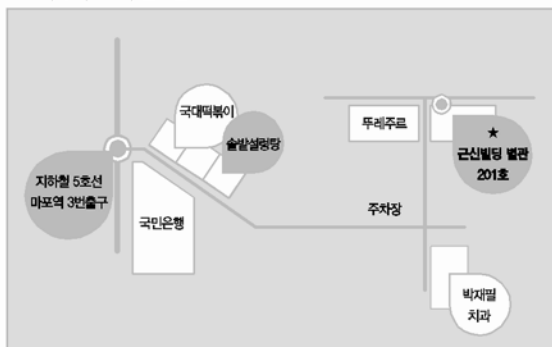 국대떡볶이
솔밭설렁탕
뚜레주르
★
근신빌딩 별관
201호
지하철 5호선
마포역 3번출구
국민은행
주차장
박재필
치과